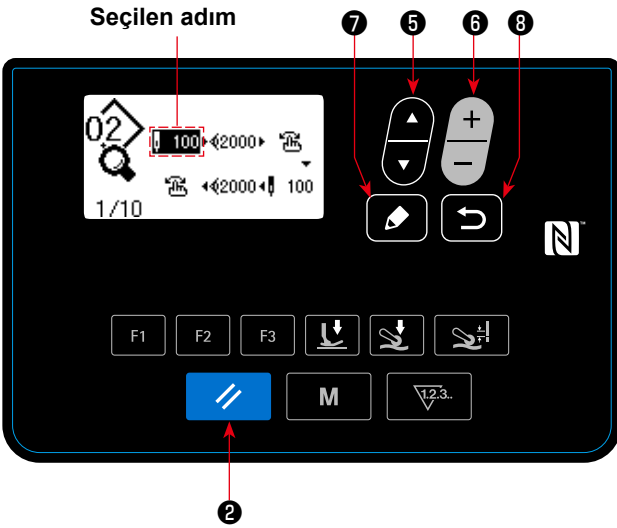 Seçilen adım
❼ ❺ ❻ ❽
02 100 2000
2000 100
1/10
+
−
N
F1 F2 F3
M 1.2.3..
❷